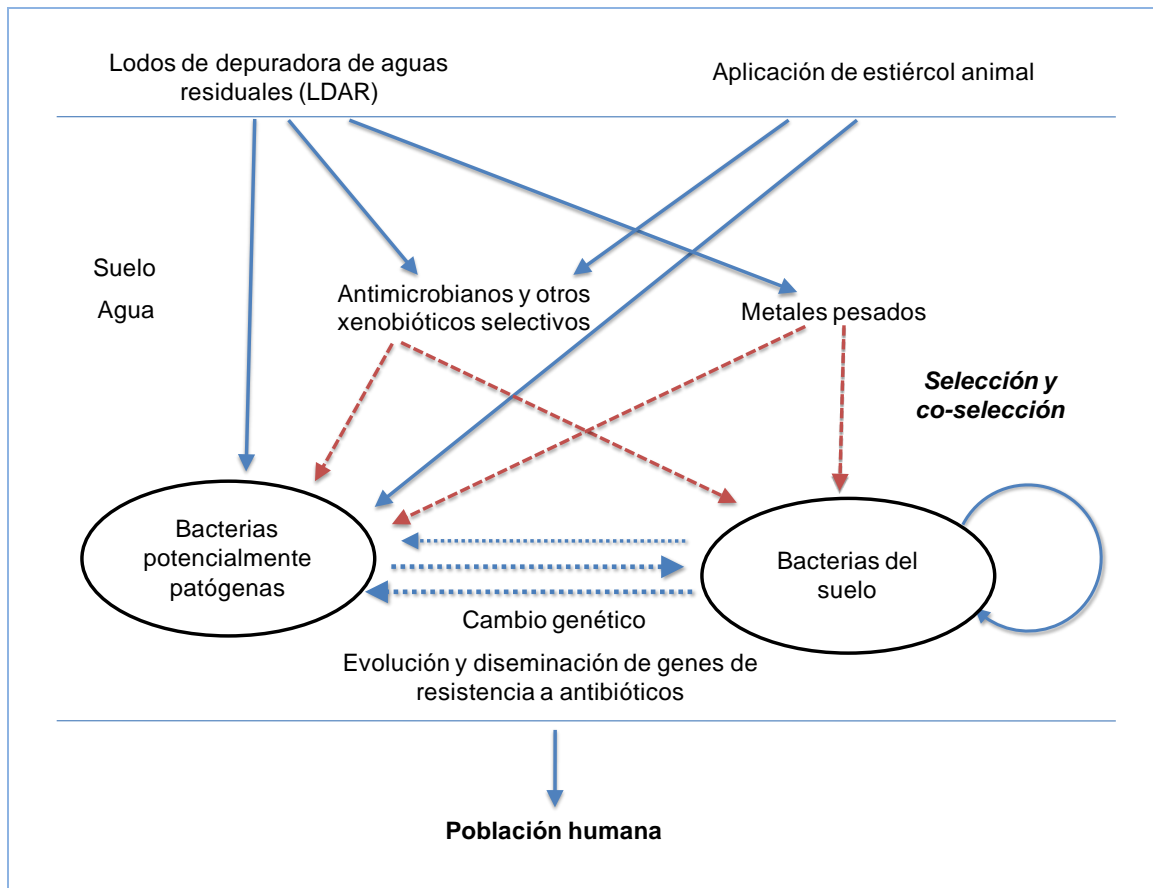 Lodos de depuradora de aguas
residuales (LDAR)
Aplicación de estiércol animal
Suelo
Agua
Antimicrobianos y otros
xenobióticos selectivos
Metales pesados
Selección y
co-selección
Bacterias
potencialmente
patógenas
Bacterias del
suelo
Cambio genético
Evolución y diseminación de genes de
resistencia a antibióticos
Población humana